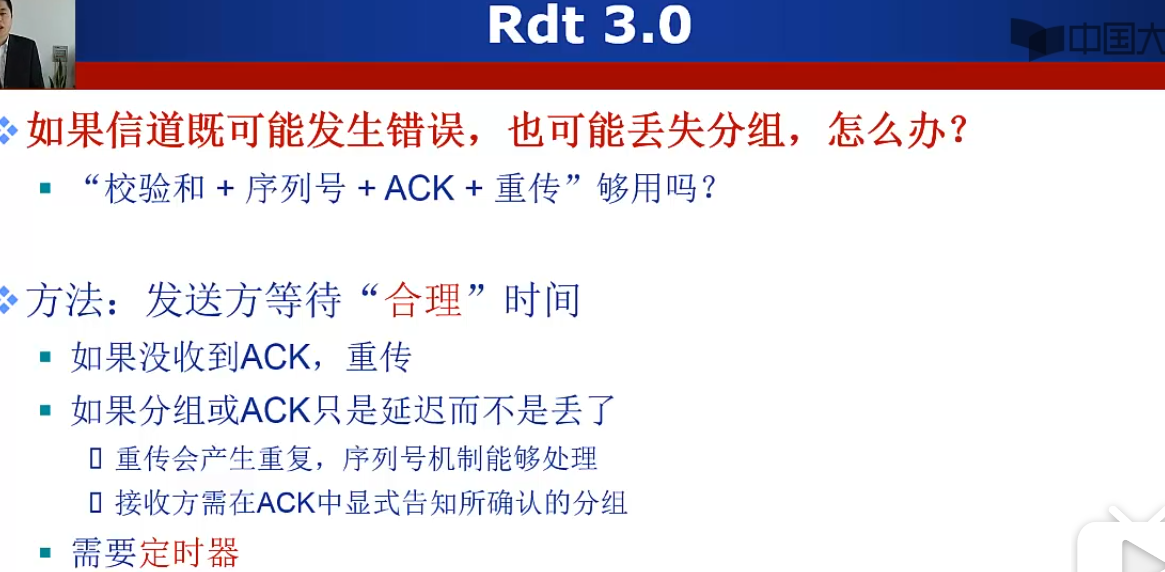 Rdt 3.0
中国大
如果信道既可能发生错误，也可能丢失分组，怎么办？
“校验和 + 序列号 + ACK + 重传”够用吗？
方法：发送方等待“合理”时间
如果没收到ACK，重传
如果分组或ACK只是延迟而不是丢了
重传会产生重复，序列号机制能够处理
接收方需在ACK中显式告知所确认的分组
需要定时器